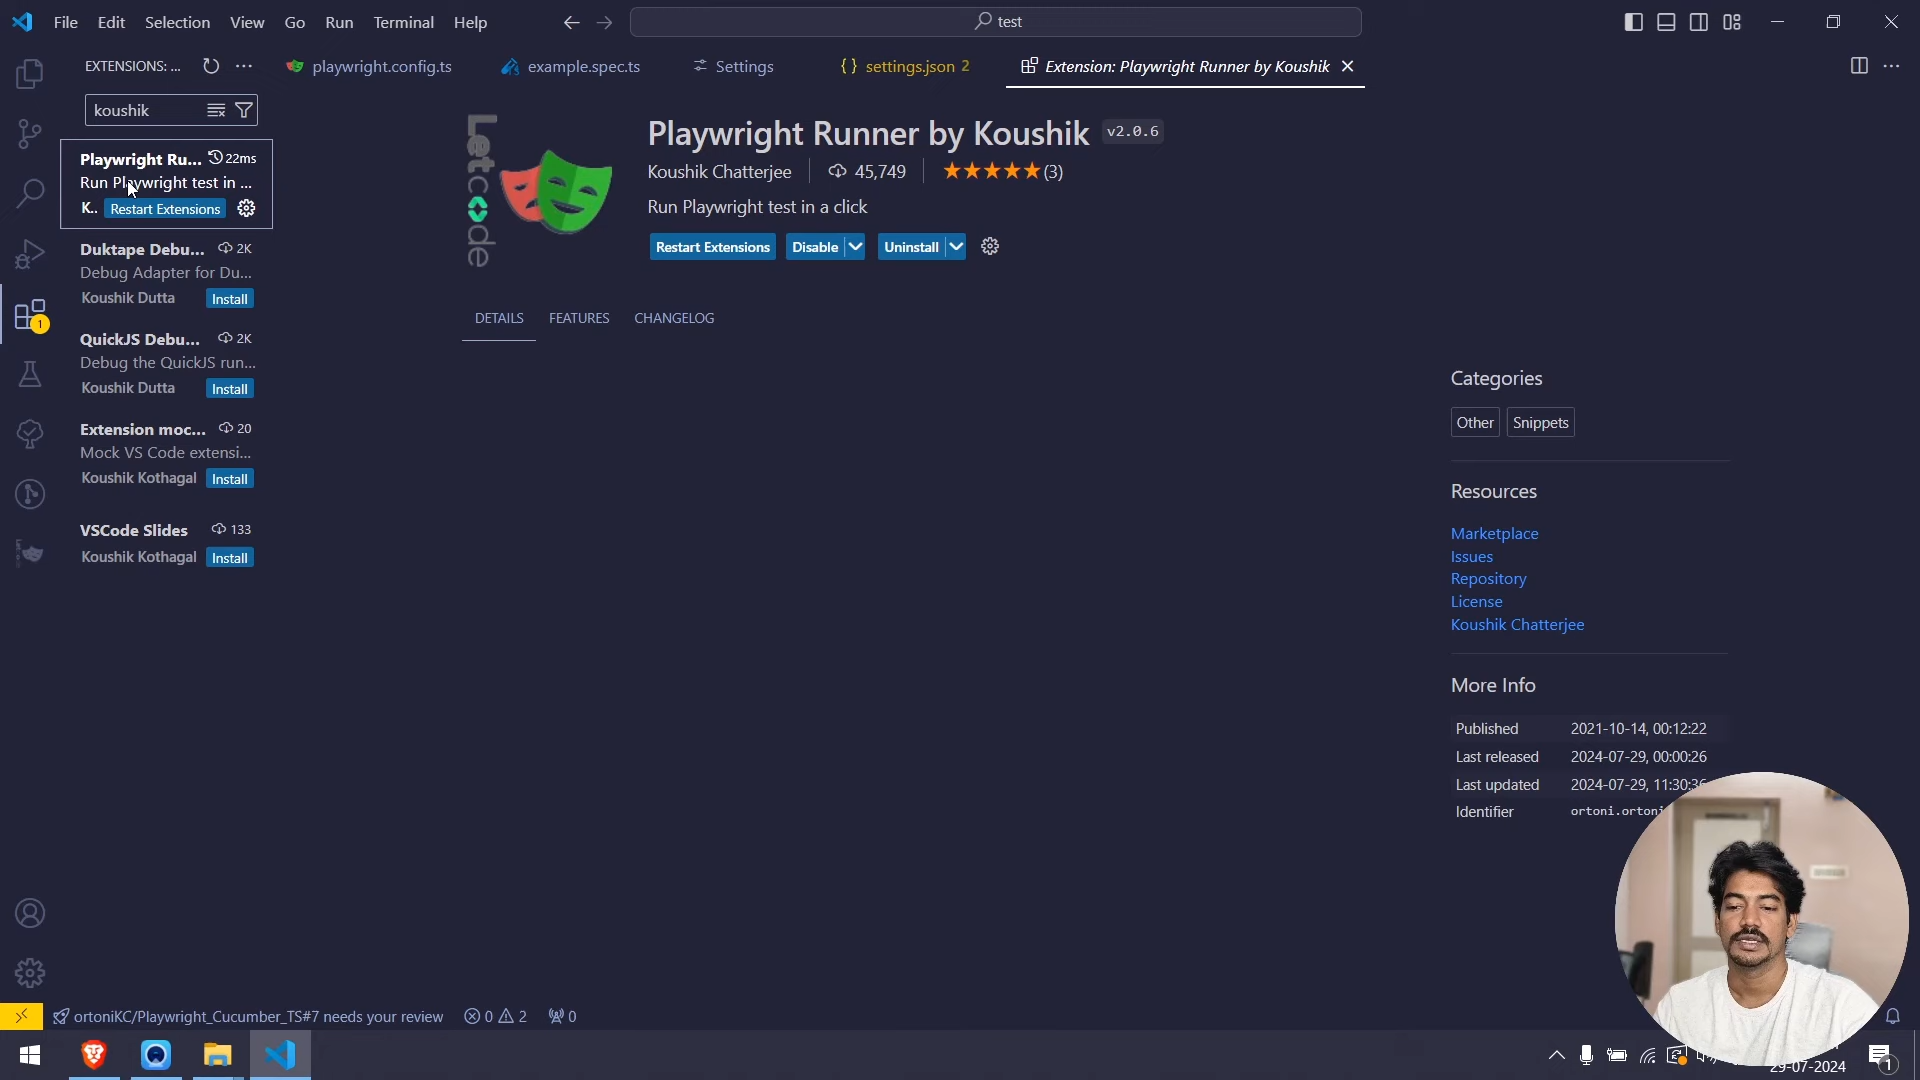 File Edit Selection View Go Run Terminal Help
test
EXTENSIONS: ...
playwright.config.ts
example.spec.ts
Settings
{} settings.json 2
Extension: Playwright Runner by Koushik
koushik
Playwright Ru... 22ms
Run Playwright test in ...
K.. Restart Extensions
Duktape Debu... 2K
Debug Adapter for Du...
Koushik Dutta Install
QuickJS Debu... 2K
Debug the QuickJS run...
Koushik Dutta Install
Extension moc... 20
Mock VS Code extensi...
Koushik Kothagal Install
VSCode Slides 133
Koushik Kothagal Install
1
Letcode
Playwright Runner by Koushik v2.0.6
Koushik Chatterjee 45,749 (3)
Run Playwright test in a click
Restart Extensions Disable Uninstall
DETAILS FEATURES CHANGELOG
Categories
Other Snippets
Resources
Marketplace
Issues
Repository
License
Koushik Chatterjee
More Info
Published 2021-10-14, 00:12:22
Last released 2024-07-29, 00:00:26
Last updated 2024-07-29, 11:30:36
Identifier ortoni.ortoni
ortoniKC/Playwright_Cucumber_TS#7 needs your review 0 2 0
29-07-2024
1